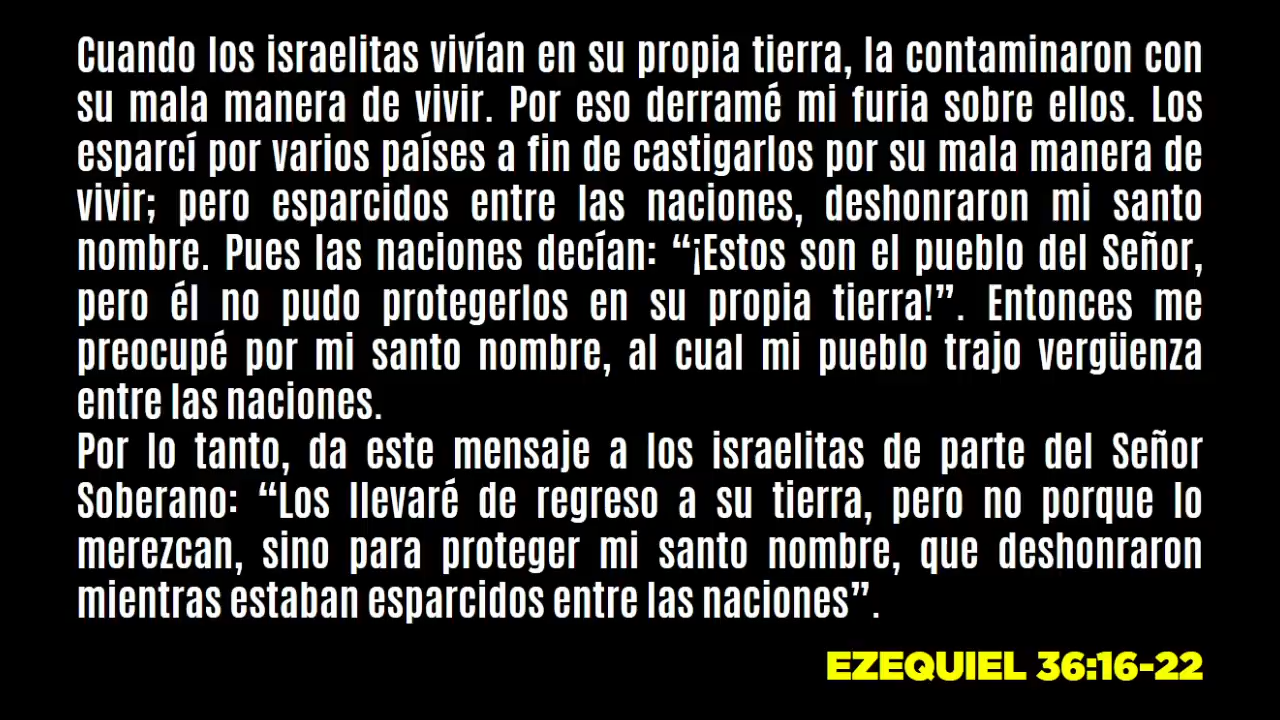 Cuando los israelitas vivían en su propia tierra, la contaminaron con
su mala manera de vivir. Por eso derramé mi furia sobre ellos. Los
esparcí por varios países a fin de castigarlos por su mala manera de
vivir; pero esparcidos entre las naciones, deshonraron mi santo
nombre. Pues las naciones decían: “¡Estos son el pueblo del Señor,
pero él no pudo protegerlos en su propia tierra!”. Entonces me
preocupé por mi santo nombre, al cual mi pueblo trajo vergüenza
entre las naciones.
Por lo tanto, da este mensaje a los israelitas de parte del Señor
Soberano: “Los llevaré de regreso a su tierra, pero no porque lo
merezcan, sino para proteger mi santo nombre, que deshonraron
mientras estaban esparcidos entre las naciones”.
EZEQUIEL 36:16-22